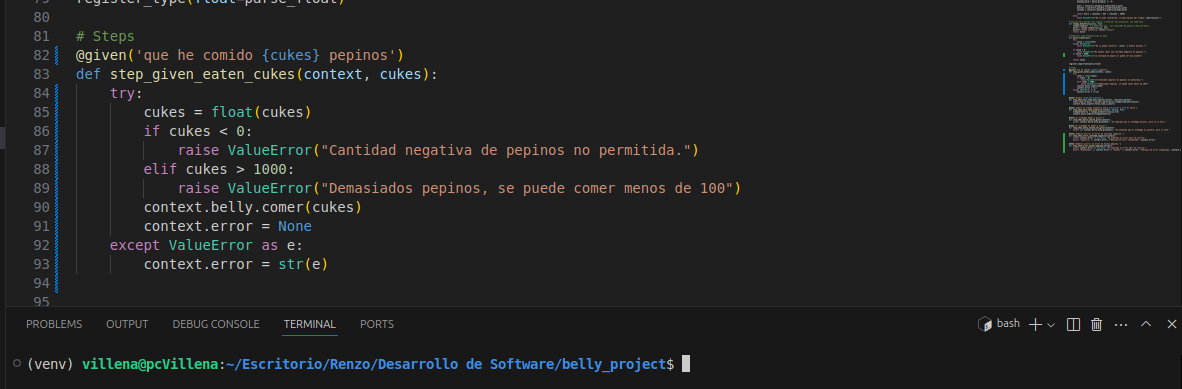 79 register_type(float=parse_float)
80
81 # Steps
82 @given('que he comido {cukes} pepinos')
83 def step_given_eaten_cukes(context, cukes):
84 try:
85 cukes = float(cukes)
86 if cukes < 0:
87 raise ValueError("Cantidad negativa de pepinos no permitida.")
88 elif cukes > 1000:
89 raise ValueError("Demasiados pepinos, se puede comer menos de 100")
90 context.belly.comer(cukes)
91 context.error = None
92 except ValueError as e:
93 context.error = str(e)
94
95
PROBLEMS OUTPUT DEBUG CONSOLE TERMINAL PORTS bash
(venv) villena@pcVillena:~/Escritorio/Renzo/Desarrollo de Software/belly_project$